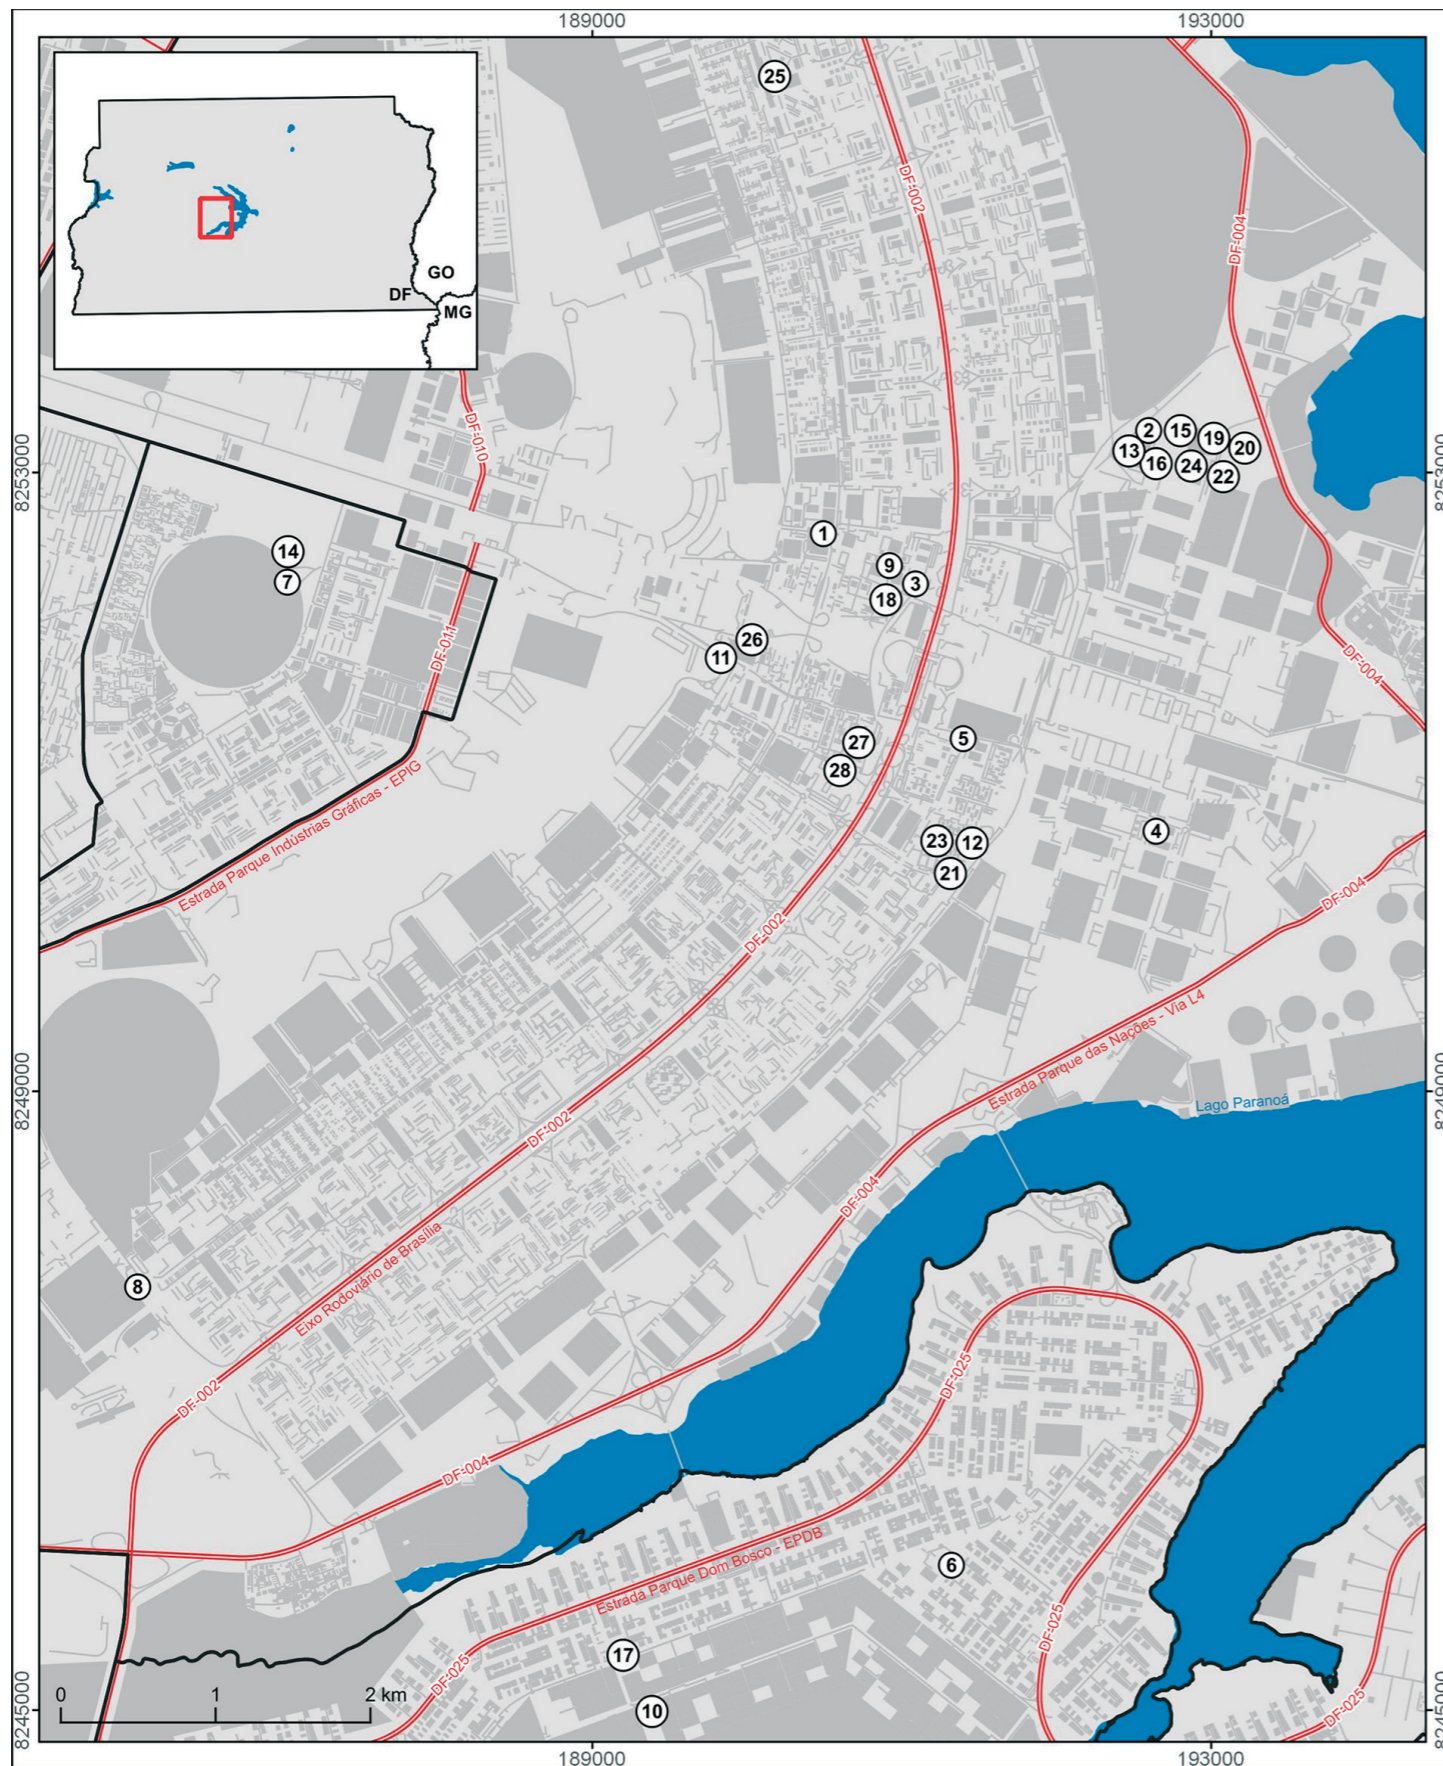 189000
193000
25
DF-002
DF-004
GO
DF
MG
DF-010
8253000
8253000
2
15
19
20
13
16
24
22
1
14
7
9
3
18
DF-011
26
11
DF-004
27
28
5
Estrada Parque Indústrias Gráficas - EPIG
23
12
21
4
DF-004
DF-002
Estrada Parque das Nações - Via L4
8249000
8249000
Lago Paranoá
DF-002
DF-004
Eixo Rodoviário de Brasília
8
DF-002
DF-025
DF-004
Estrada Parque Dom Bosco - EPDB
6
DF-025
17
DF-025
10
DF-025
0
1
2 km
8245000
8245000
189000
193000